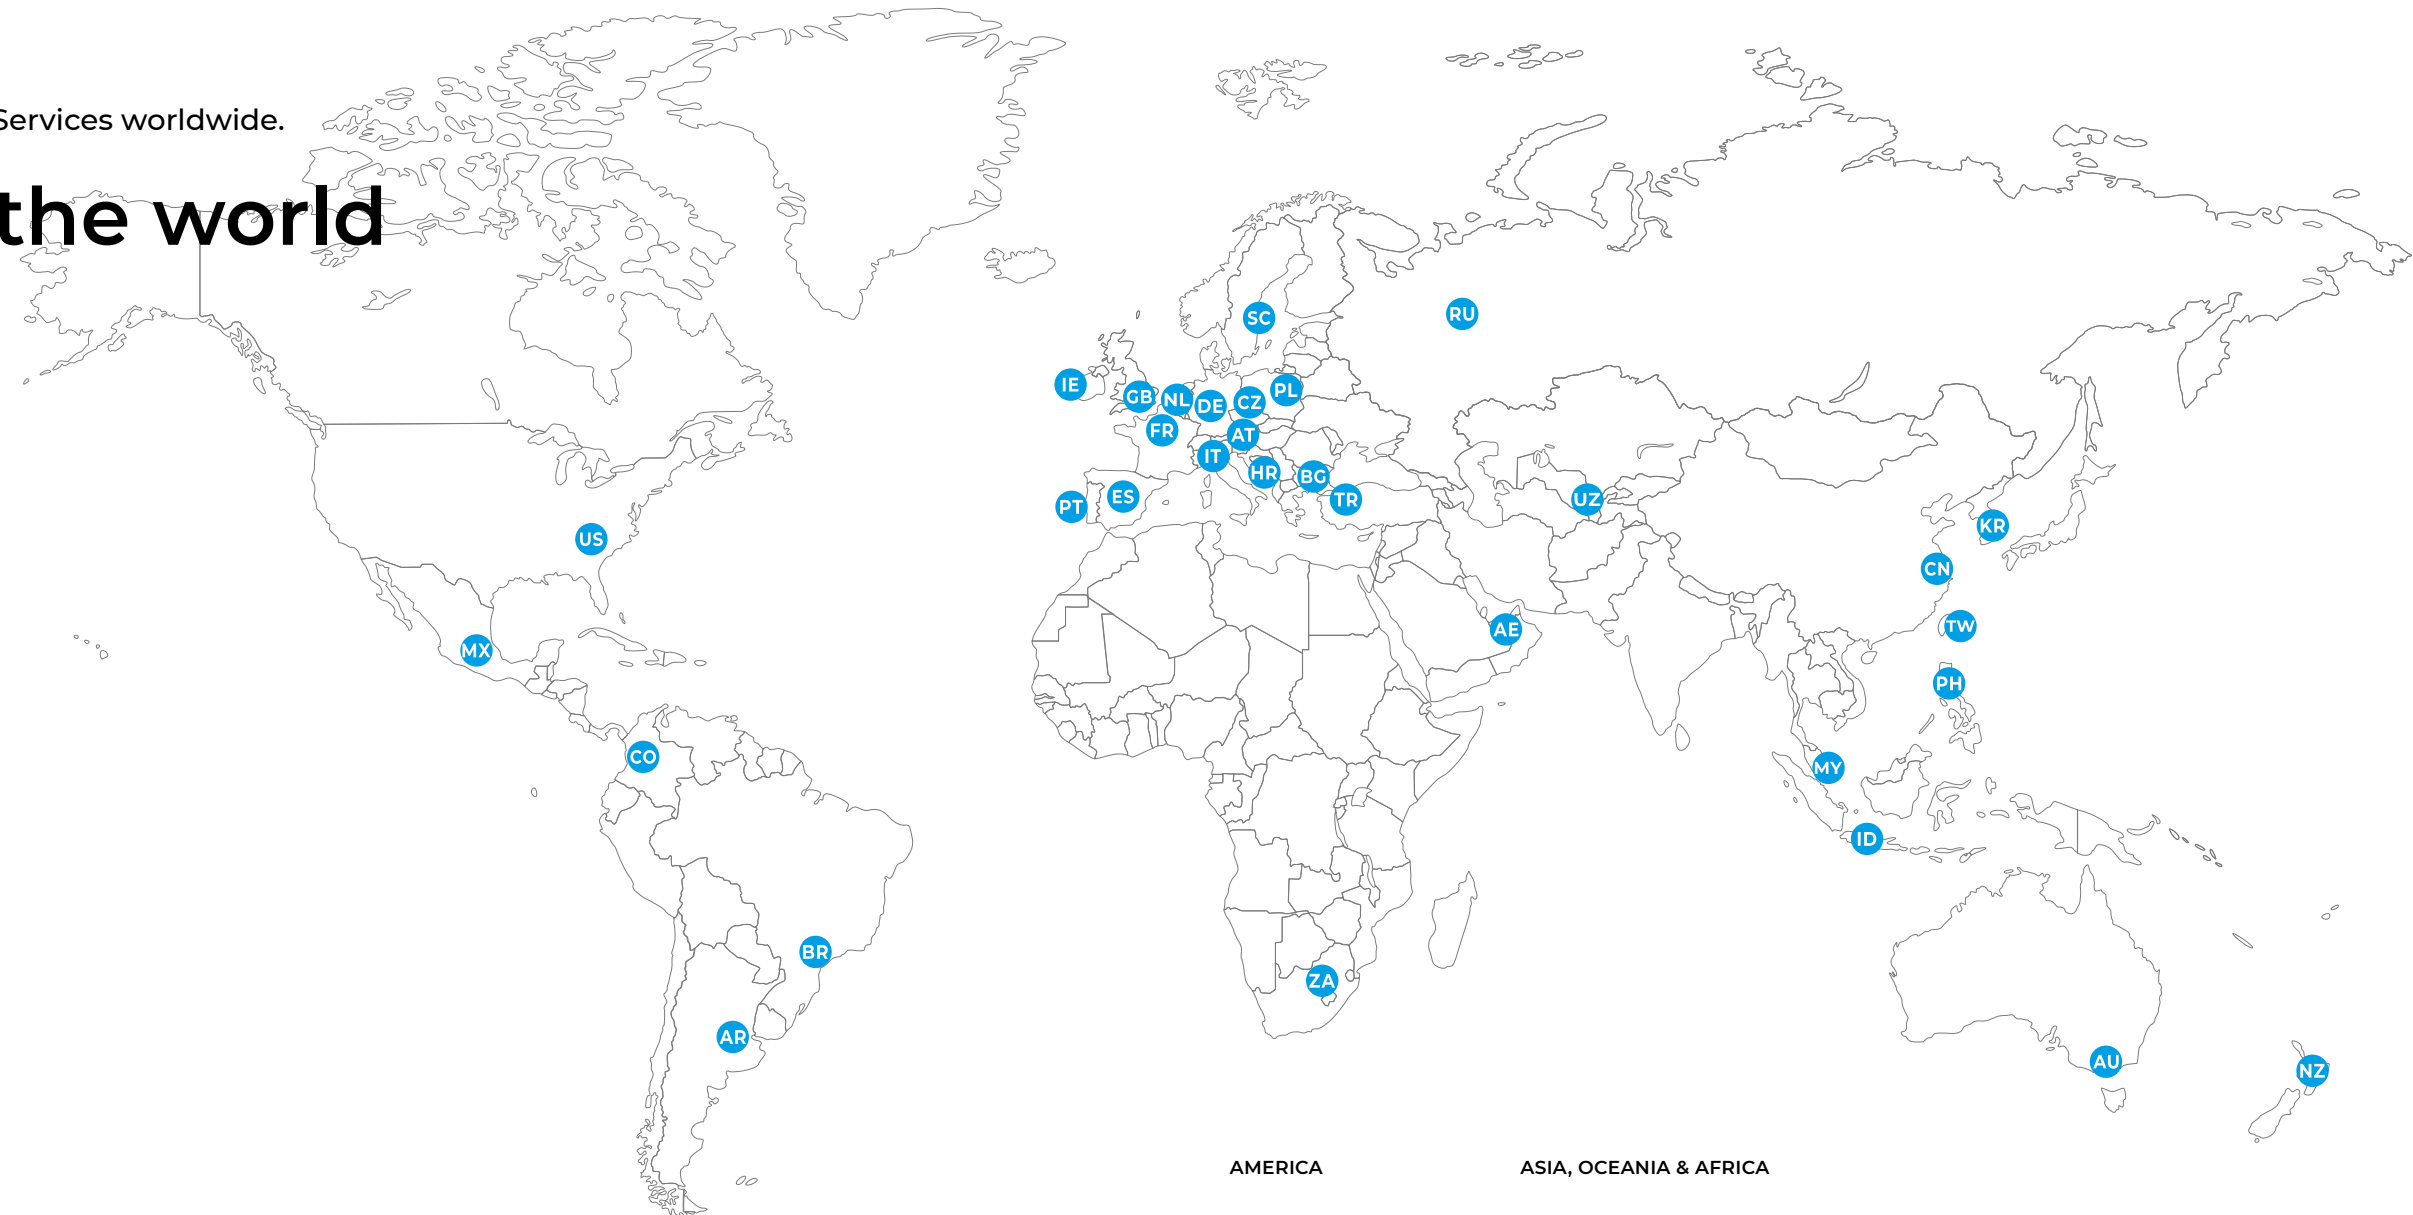 Services worldwide.
the world
SC
RU
IE
GB
NL
DE
CZ
PL
FR
AT
IT
HR
BG
PT
ES
TR
UZ
KR
US
CN
AE
TW
MX
PH
CO
MY
ID
BR
ZA
AR
AU
NZ
AMERICA
ASIA, OCEANIA & AFRICA